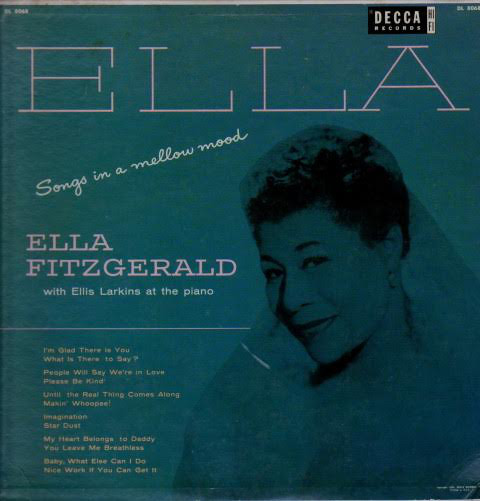 DL 8068
DECCA
RECORDS
HI
FI
DL 8068
ELLA
Songs in a mellow mood
ELLA
FITZGERALD
with Ellis Larkins at the piano
I'm Glad There is You
What Is There to Say?
People Will Say We're in Love
Please Be Kind
Until the Real Thing Comes Along
Makin' Whoopee!
Imagination
Star Dust
My Heart Belongs to Daddy
You Leave Me Breathless
Baby, What Else Can I Do
Nice Work If You Can Get It